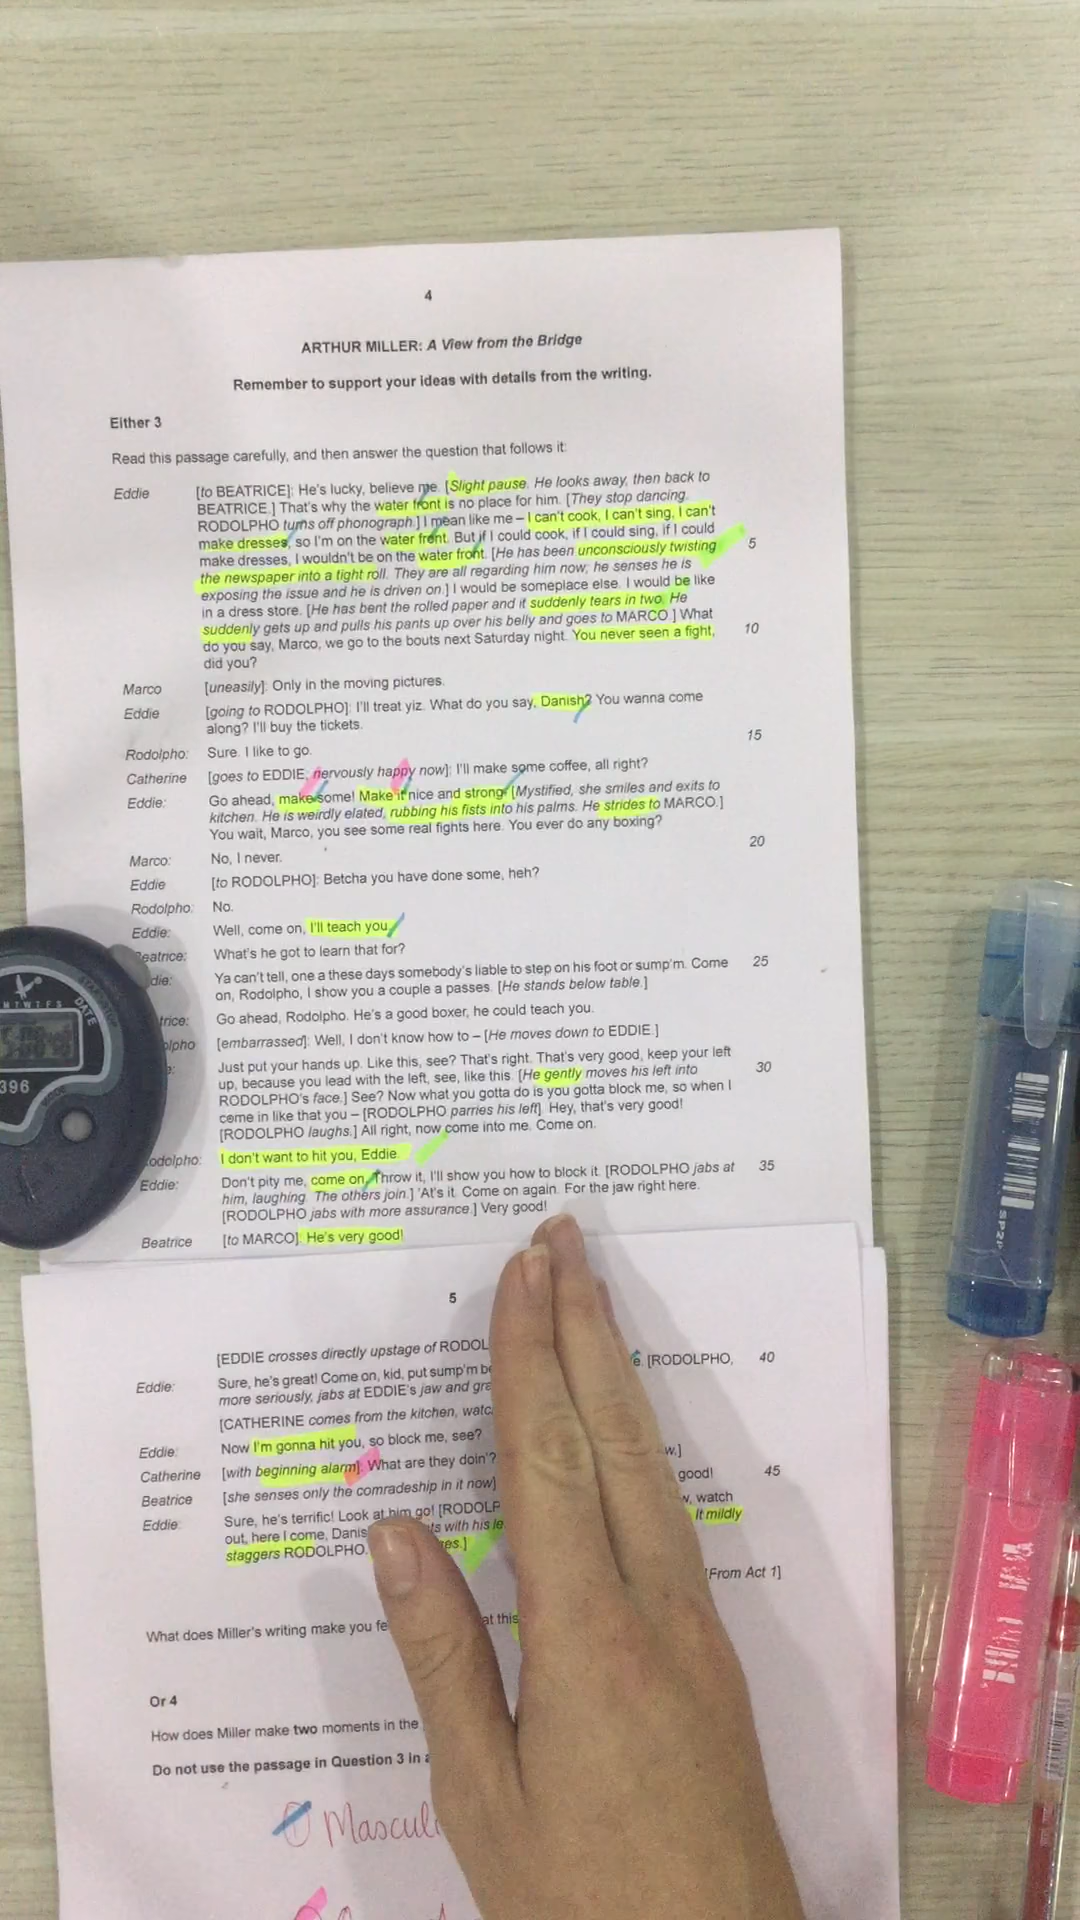 4
ARTHUR MILLER: A View from the Bridge
Remember to support your ideas with details from the writing.
Either 3
Read this passage carefully, and then answer the question that follows it:
Eddie [to BEATRICE]: He's lucky, believe me. [Slight pause. He looks away, then back to
BEATRICE.] That's why the water front is no place for him. [They stop dancing.
RODOLPHO turns off phonograph.] I mean like me – I can't cook, I can't sing, I can't
make dresses, so I'm on the water front. But if I could cook, if I could sing, if I could
make dresses, I wouldn't be on the water front. [He has been unconsciously twisting 5
the newspaper into a tight roll. They are all regarding him now; he senses he is
exposing the issue and he is driven on.] I would be someplace else. I would be like
in a dress store. [He has bent the rolled paper and it suddenly tears in two. He
suddenly gets up and pulls his pants up over his belly and goes to MARCO.] What
do you say, Marco, we go to the bouts next Saturday night. You never seen a fight, 10
did you?
Marco [uneasily]: Only in the moving pictures.
Eddie [going to RODOLPHO]: I'll treat yiz. What do you say, Danish? You wanna come
along? I'll buy the tickets.
15
Rodolpho: Sure. I like to go.
Catherine [goes to EDDIE; nervously happy now]: I'll make some coffee, all right?
Eddie: Go ahead, make some! Make it nice and strong. [Mystified, she smiles and exits to
kitchen. He is weirdly elated, rubbing his fists into his palms. He strides to MARCO.]
You wait, Marco, you see some real fights here. You ever do any boxing?
20
Marco: No, I never.
Eddie [to RODOLPHO]: Betcha you have done some, heh?
Rodolpho: No.
Eddie: Well, come on, I'll teach you.
eatrice: What's he got to learn that for?
die: Ya can't tell, one a these days somebody's liable to step on his foot or sump'm. Come 25
on, Rodolpho, I show you a couple a passes. [He stands below table.]
trice: Go ahead, Rodolpho. He's a good boxer, he could teach you.
olpho [embarrassed]: Well, I don't know how to – [He moves down to EDDIE.]
e: Just put your hands up. Like this, see? That's right. That's very good, keep your left
up, because you lead with the left, see, like this. [He gently moves his left into 30
RODOLPHO's face.] See? Now what you gotta do is you gotta block me, so when I
come in like that you – [RODOLPHO parries his left]. Hey, that's very good!
[RODOLPHO laughs.] All right, now come into me. Come on.
odolpho: I don't want to hit you, Eddie.
Eddie: Don't pity me, come on. Throw it, I'll show you how to block it. [RODOLPHO jabs at 35
him, laughing. The others join.] 'At's it. Come on again. For the jaw right here.
[RODOLPHO jabs with more assurance.] Very good!
Beatrice [to MARCO]: He's very good!
5
[EDDIE crosses directly upstage of RODOL
Eddie: Sure, he's great! Come on, kid, put sump'm be e. [RODOLPHO, 40
more seriously, jabs at EDDIE's jaw and gra
[CATHERINE comes from the kitchen, watc
Eddie: Now I'm gonna hit you, so block me, see? w.]
Catherine [with beginning alarm]: What are they doin'?
Beatrice [she senses only the comradeship in it now] good! 45
Eddie: Sure, he's terrific! Look at him go! [RODOLP w, watch
out, here I come, Danis ts with his le It mildly
staggers RODOLPHO. es.]
[From Act 1]
What does Miller's writing make you fe at this
Or 4
How does Miller make two moments in the
Do not use the passage in Question 3 in a
1 Masculi
DATE
M T W T F S
396
SP2P